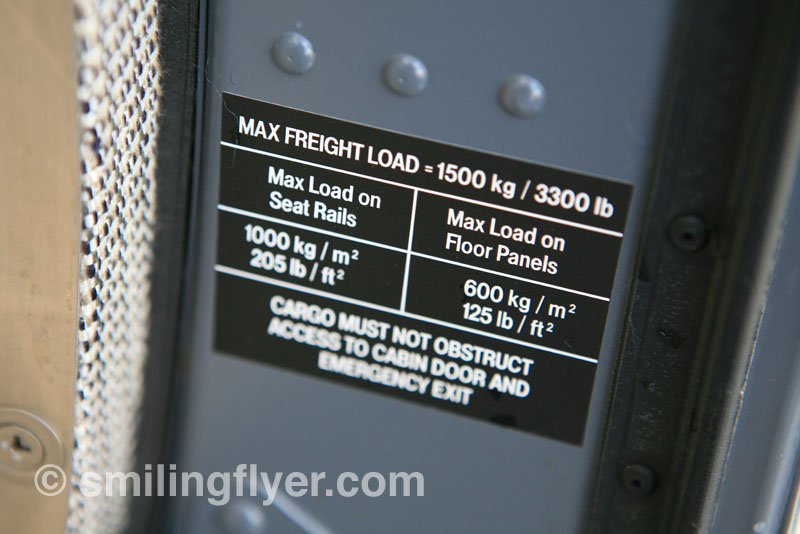 MAX FREIGHT LOAD = 1500 kg / 3300 lb
Max Load on
Seat Rails
1000 kg / m²
205 lb / ft²
Max Load on
Floor Panels
600 kg / m²
125 lb / ft²
CARGO MUST NOT OBSTRUCT
ACCESS TO CABIN DOOR AND
EMERGENCY EXIT
© smilingflyer.com